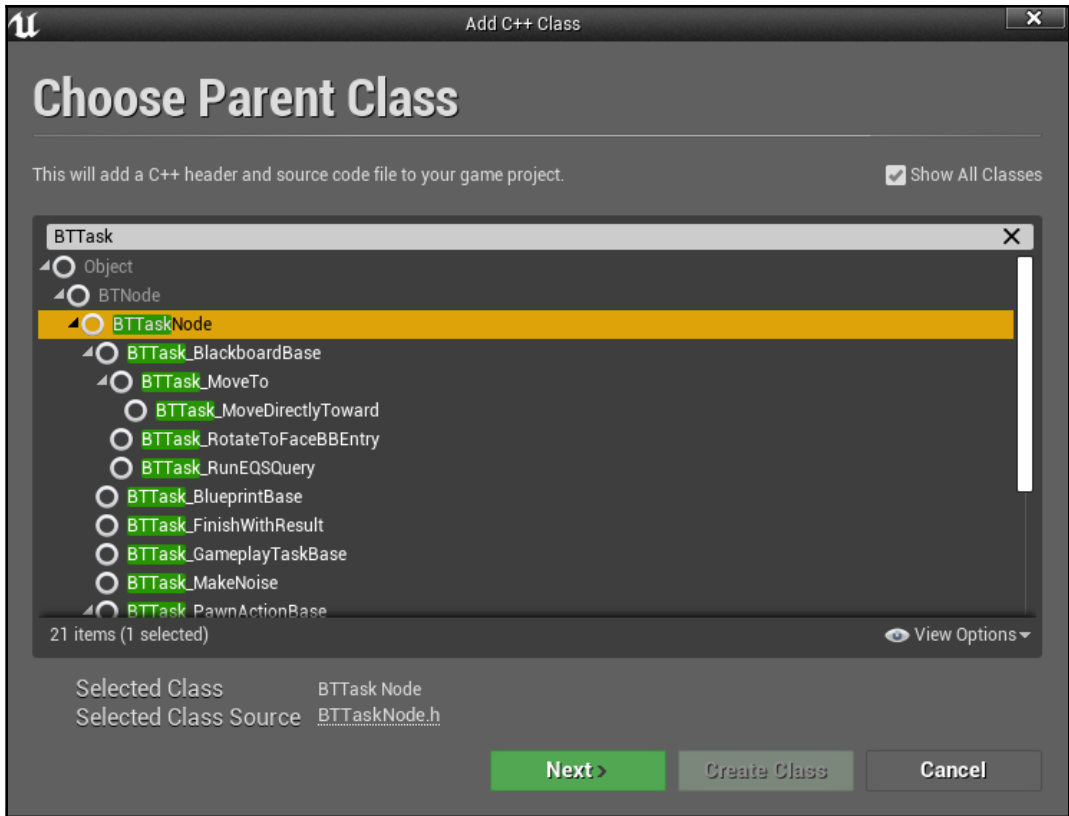 Add C++ Class
Choose Parent Class
This will add a C++ header and source code file to your game project.
Show All Classes
BTTask
Object
BTNode
BTTaskNode
BTTask_BlackboardBase
BTTask_MoveTo
BTTask_MoveDirectlyToward
BTTask_RotateToFaceBBEntry
BTTask_RunEQSQuery
BTTask_BlueprintBase
BTTask_FinishWithResult
BTTask_GameplayTaskBase
BTTask_MakeNoise
BTTask_PawnActionBase
21 items (1 selected)
View Options
Selected Class BTTask Node
Selected Class Source BTTaskNode.h
Next> Create Class Cancel